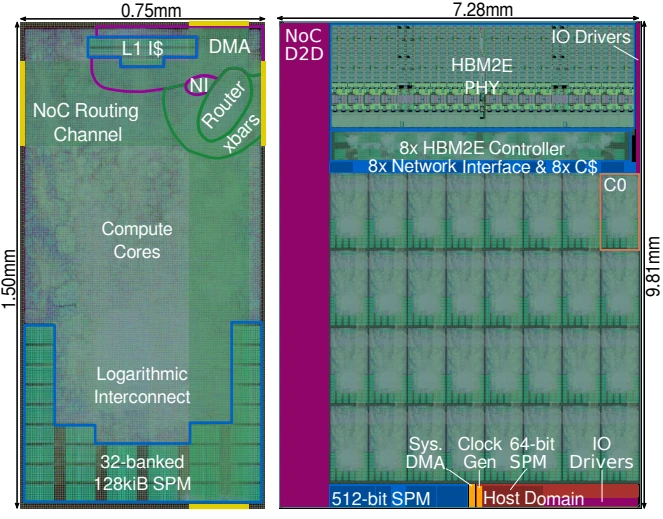 0.75mm
L1 I$
DMA
NI
Router
xbars
NoC Routing
Channel
Compute
Cores
1.50mm
Logarithmic
Interconnect
32-banked
128kiB SPM
7.28mm
NoC
D2D
IO Drivers
HBM2E
PHY
8x HBM2E Controller
8x Network Interface & 8x C$
C0
9.81mm
Sys.
DMA
Clock
Gen
64-bit
SPM
IO
Drivers
512-bit SPM
Host Domain